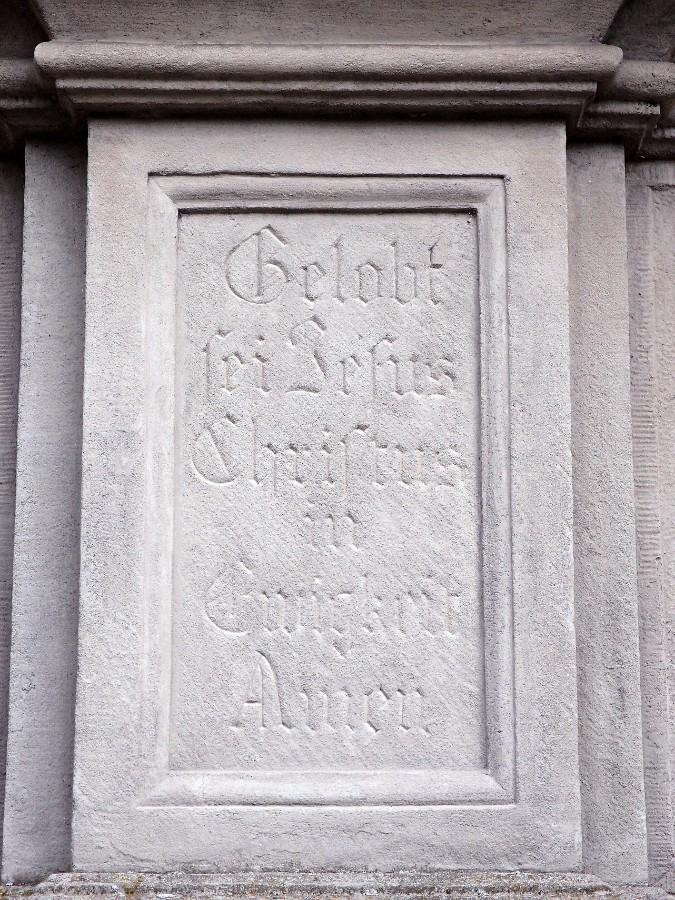 Gelobt
ſei Jeſus
Chriſtus
in
Ewigkeit
Amen